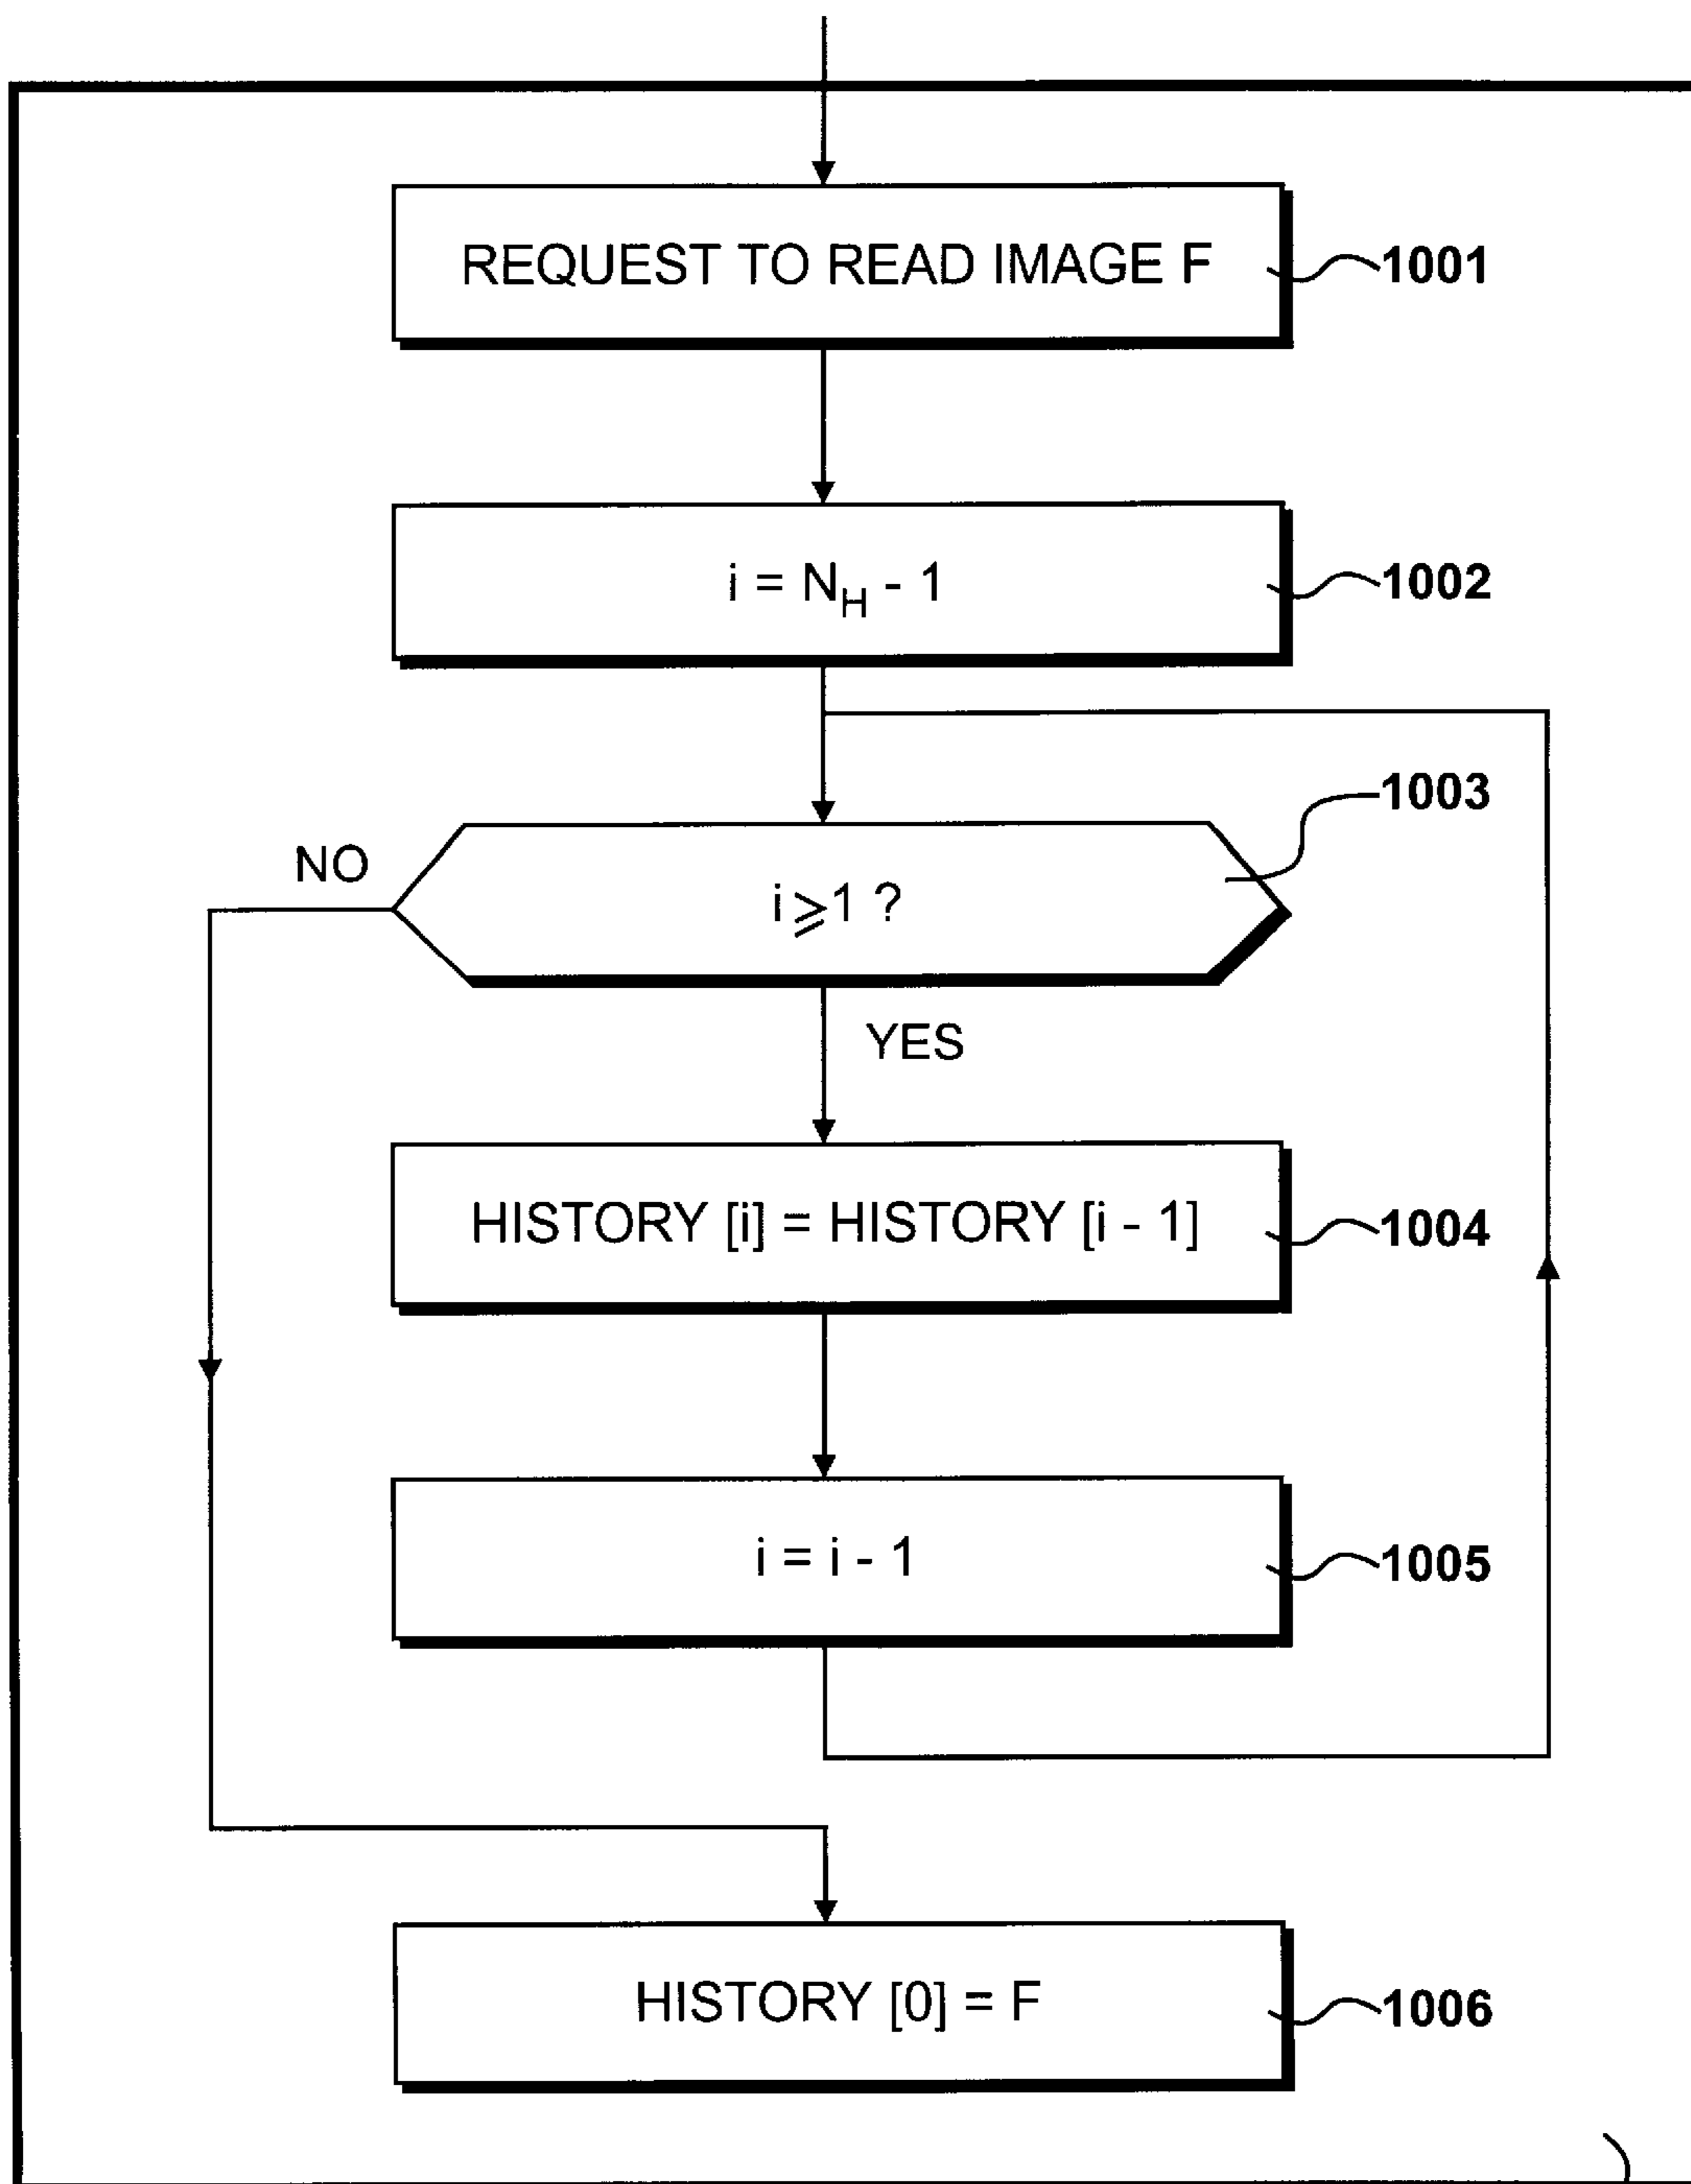 REQUEST TO READ IMAGE F
1001
i = N_H - 1
1002
1003
NO
i ⩾ 1 ?
YES
HISTORY [i] = HISTORY [i - 1]
1004
i = i - 1
1005
HISTORY [0] = F
1006